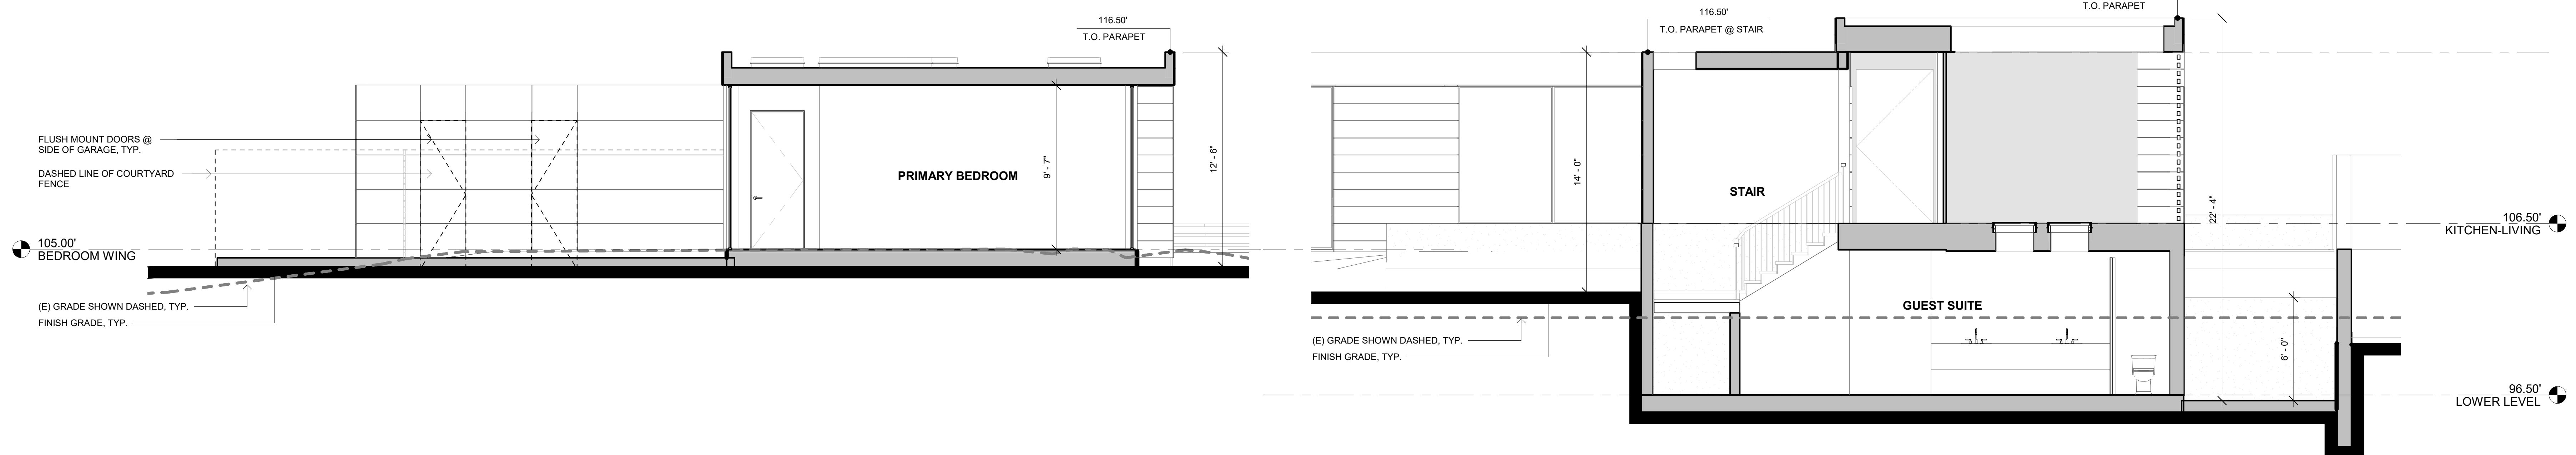 116.50'
T.O. PARAPET
FLUSH MOUNT DOORS @
SIDE OF GARAGE, TYP.
DASHED LINE OF COURTYARD
FENCE
PRIMARY BEDROOM
9' - 7"
12' - 6"
105.00'
BEDROOM WING
(E) GRADE SHOWN DASHED, TYP.
FINISH GRADE, TYP.
116.50'
T.O. PARAPET @ STAIR
T.O. PARAPET
14' - 0"
STAIR
22' - 4"
106.50'
KITCHEN-LIVING
GUEST SUITE
(E) GRADE SHOWN DASHED, TYP.
FINISH GRADE, TYP.
6' - 0"
96.50'
LOWER LEVEL